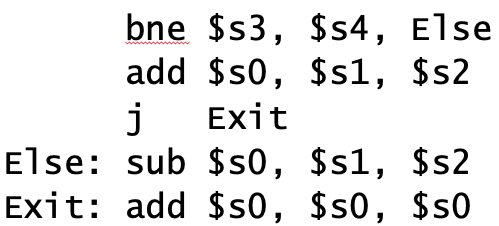 bne $s3, $s4, Else
add $s0, $s1, $s2
j Exit
Else: sub $s0, $s1, $s2
Exit: add $s0, $s0, $s0